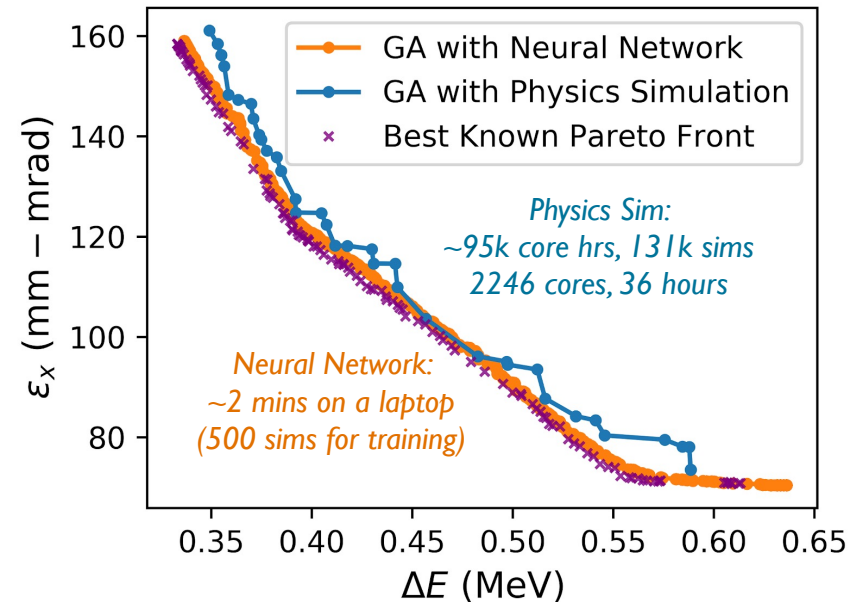 160
140
120
100
80
εx (mm − mrad)
GA with Neural Network
GA with Physics Simulation
Best Known Pareto Front
Physics Sim:
~95k core hrs, 131k sims
2246 cores, 36 hours
Neural Network:
~2 mins on a laptop
(500 sims for training)
0.35 0.40 0.45 0.50 0.55 0.60 0.65
ΔE (MeV)